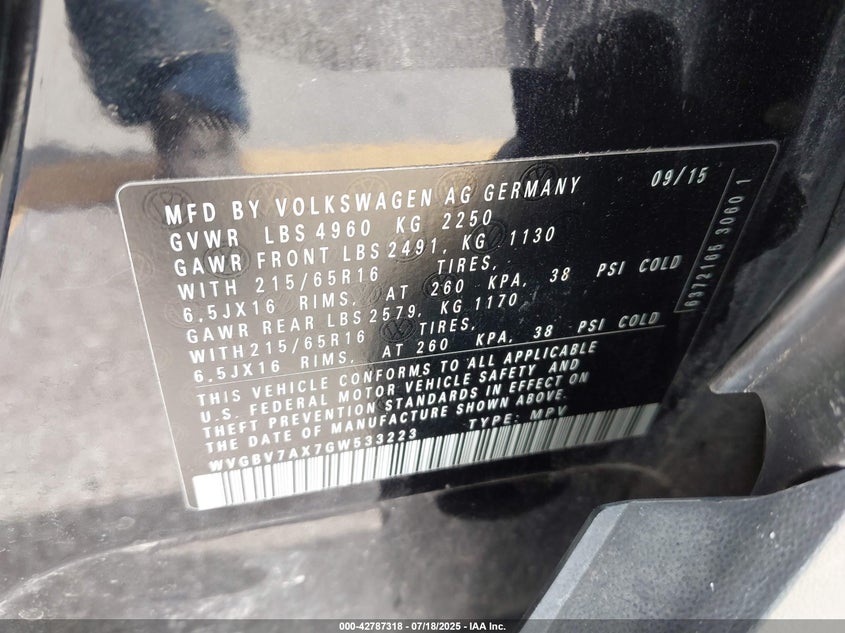 MFD BY VOLKSWAGEN AG GERMANY 09/15
GVWR LBS 4960 KG 2250
GAWR FRONT LBS 2491, KG 1130
WITH 215/65R16 TIRES,
6.5JX16 RIMS, AT 260 KPA, 38 PSI COLD
GAWR REAR LBS 2579, KG 1170
WITH 215/65R16 TIRES,
6.5JX16 RIMS, AT 260 KPA, 38 PSI COLD
THIS VEHICLE CONFORMS TO ALL APPLICABLE
U.S. FEDERAL MOTOR VEHICLE SAFETY AND
THEFT PREVENTION STANDARDS IN EFFECT ON
THE DATE OF MANUFACTURE SHOWN ABOVE.
WVGBV7AX7GW533223 TYPE: MPV
0372166 3060 1
000-42787318 - 07/18/2025 - IAA Inc.